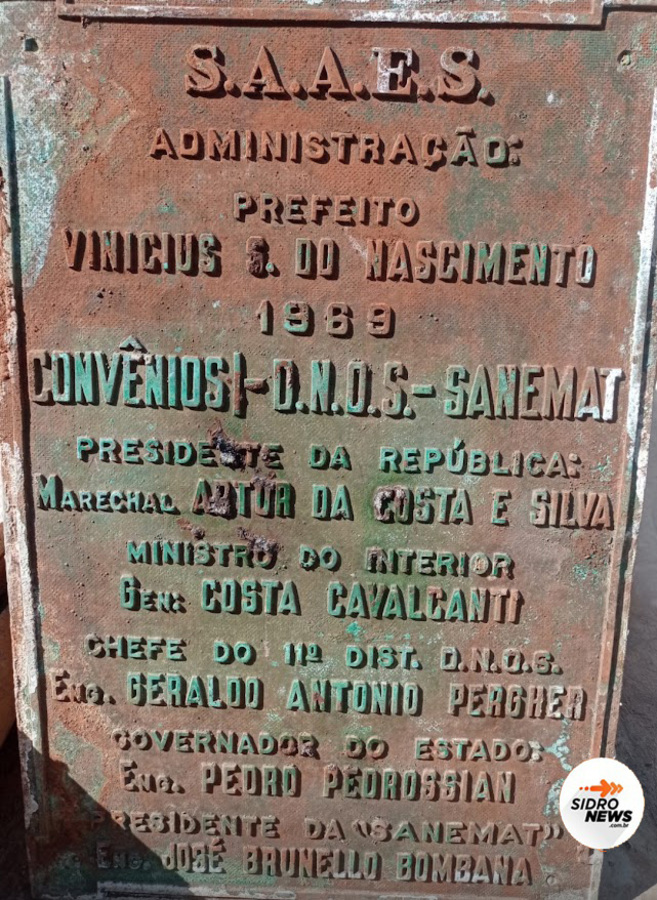 S.A.A.E.S.
ADMINISTRAÇÃO:
PREFEITO
VINICIUS S. DO NASCIMENTO
1969
CONVÊNIOS|-D.N.O.S.-SANEMAT
PRESIDENTE DA REPÚBLICA:
MARECHAL ARTUR DA COSTA E SILVA
MINISTRO DO INTERIOR
GEN: COSTA CAVALCANTI
CHEFE DO 11º DIST. D.N.O.S.
ENG. GERALDO ANTONIO PERGHER
GOVERNADOR DO ESTADO:
ENG. PEDRO PEDROSSIAN
PRESIDENTE DA "SANEMAT"
ENG. JOSÉ BRUNELLO BOMBANA
SIDRO
NEWS
.com.br